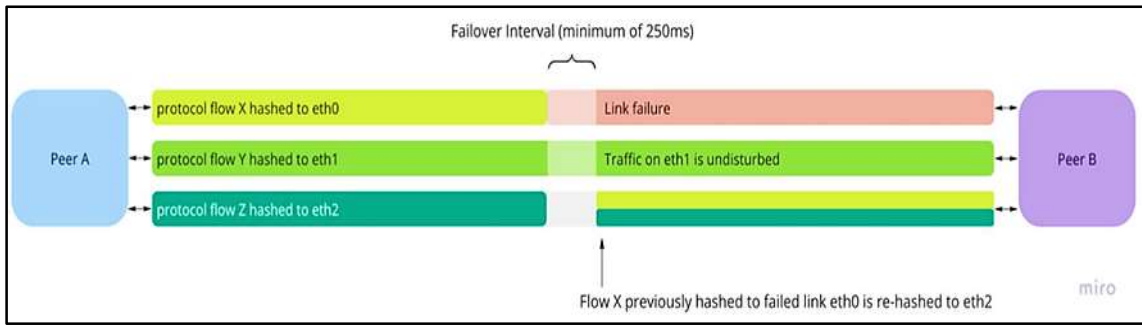 Failover Interval (minimum of 250ms)
protocol flow X hashed to eth0
Link failure
Peer A
protocol flow Y hashed to eth1
Traffic on eth1 is undisturbed
Peer B
protocol flow Z hashed to eth2
Flow X previously hashed to failed link eth0 is re-hashed to eth2
miro